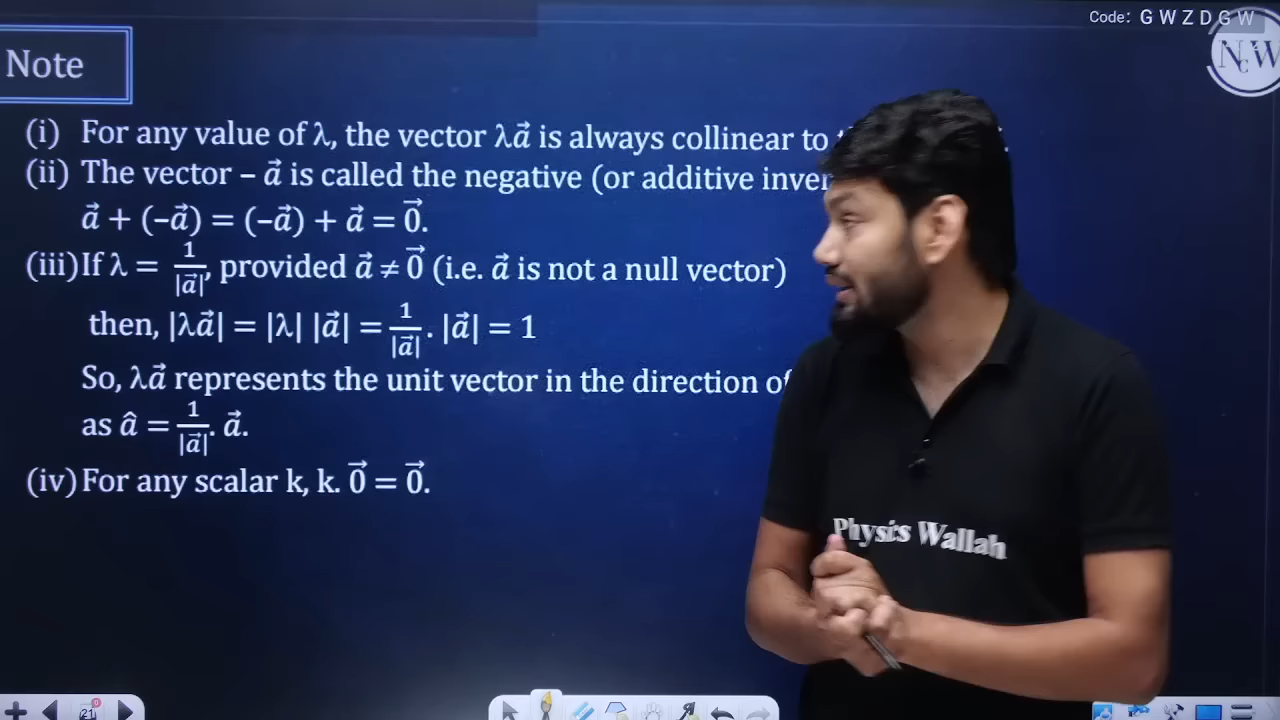 Code: G W Z D G W
Note
(i) For any value of λ, the vector λa⃗ is always collinear to
(ii) The vector – a⃗ is called the negative (or additive
a⃗ + (-a⃗) = (-a⃗) + a⃗ = 0⃗.
(iii) If λ = 1/|a⃗|, provided a⃗ ≠ 0⃗ (i.e. a⃗ is not a null vector)
then, |λa⃗| = |λ| |a⃗| = 1/|a⃗| . |a⃗| = 1
So, λa⃗ represents the unit vector in the direction of
as â = 1/|a⃗| . a⃗.
(iv) For any scalar k, k. 0⃗ = 0⃗.
Physics Wallah
21